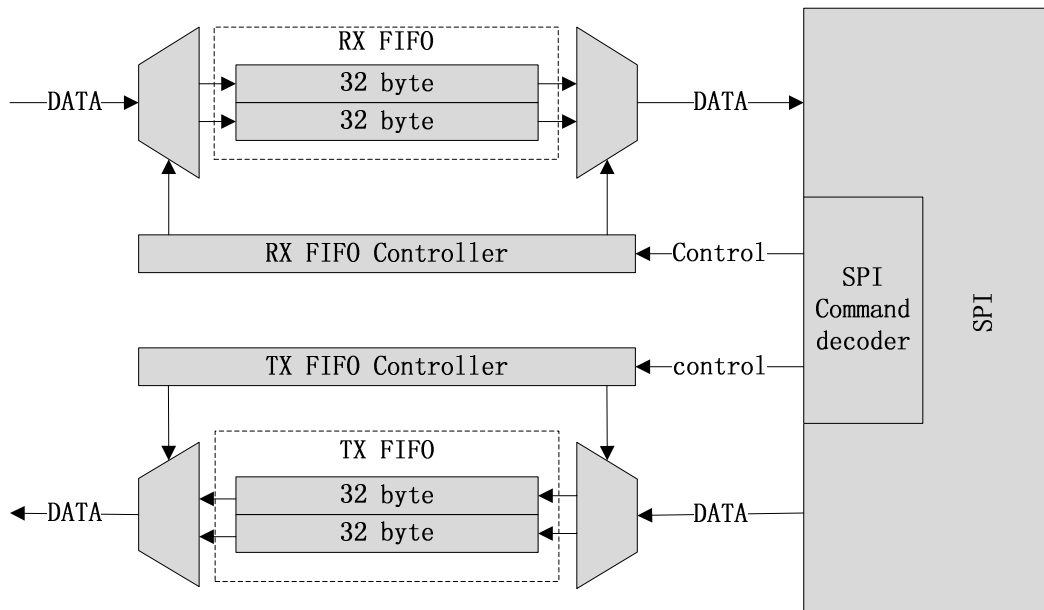 RX FIFO
32 byte
32 byte
DATA
DATA
RX FIFO Controller
Control
SPI
Command
decoder
SPI
TX FIFO Controller
control
TX FIFO
32 byte
32 byte
DATA
DATA